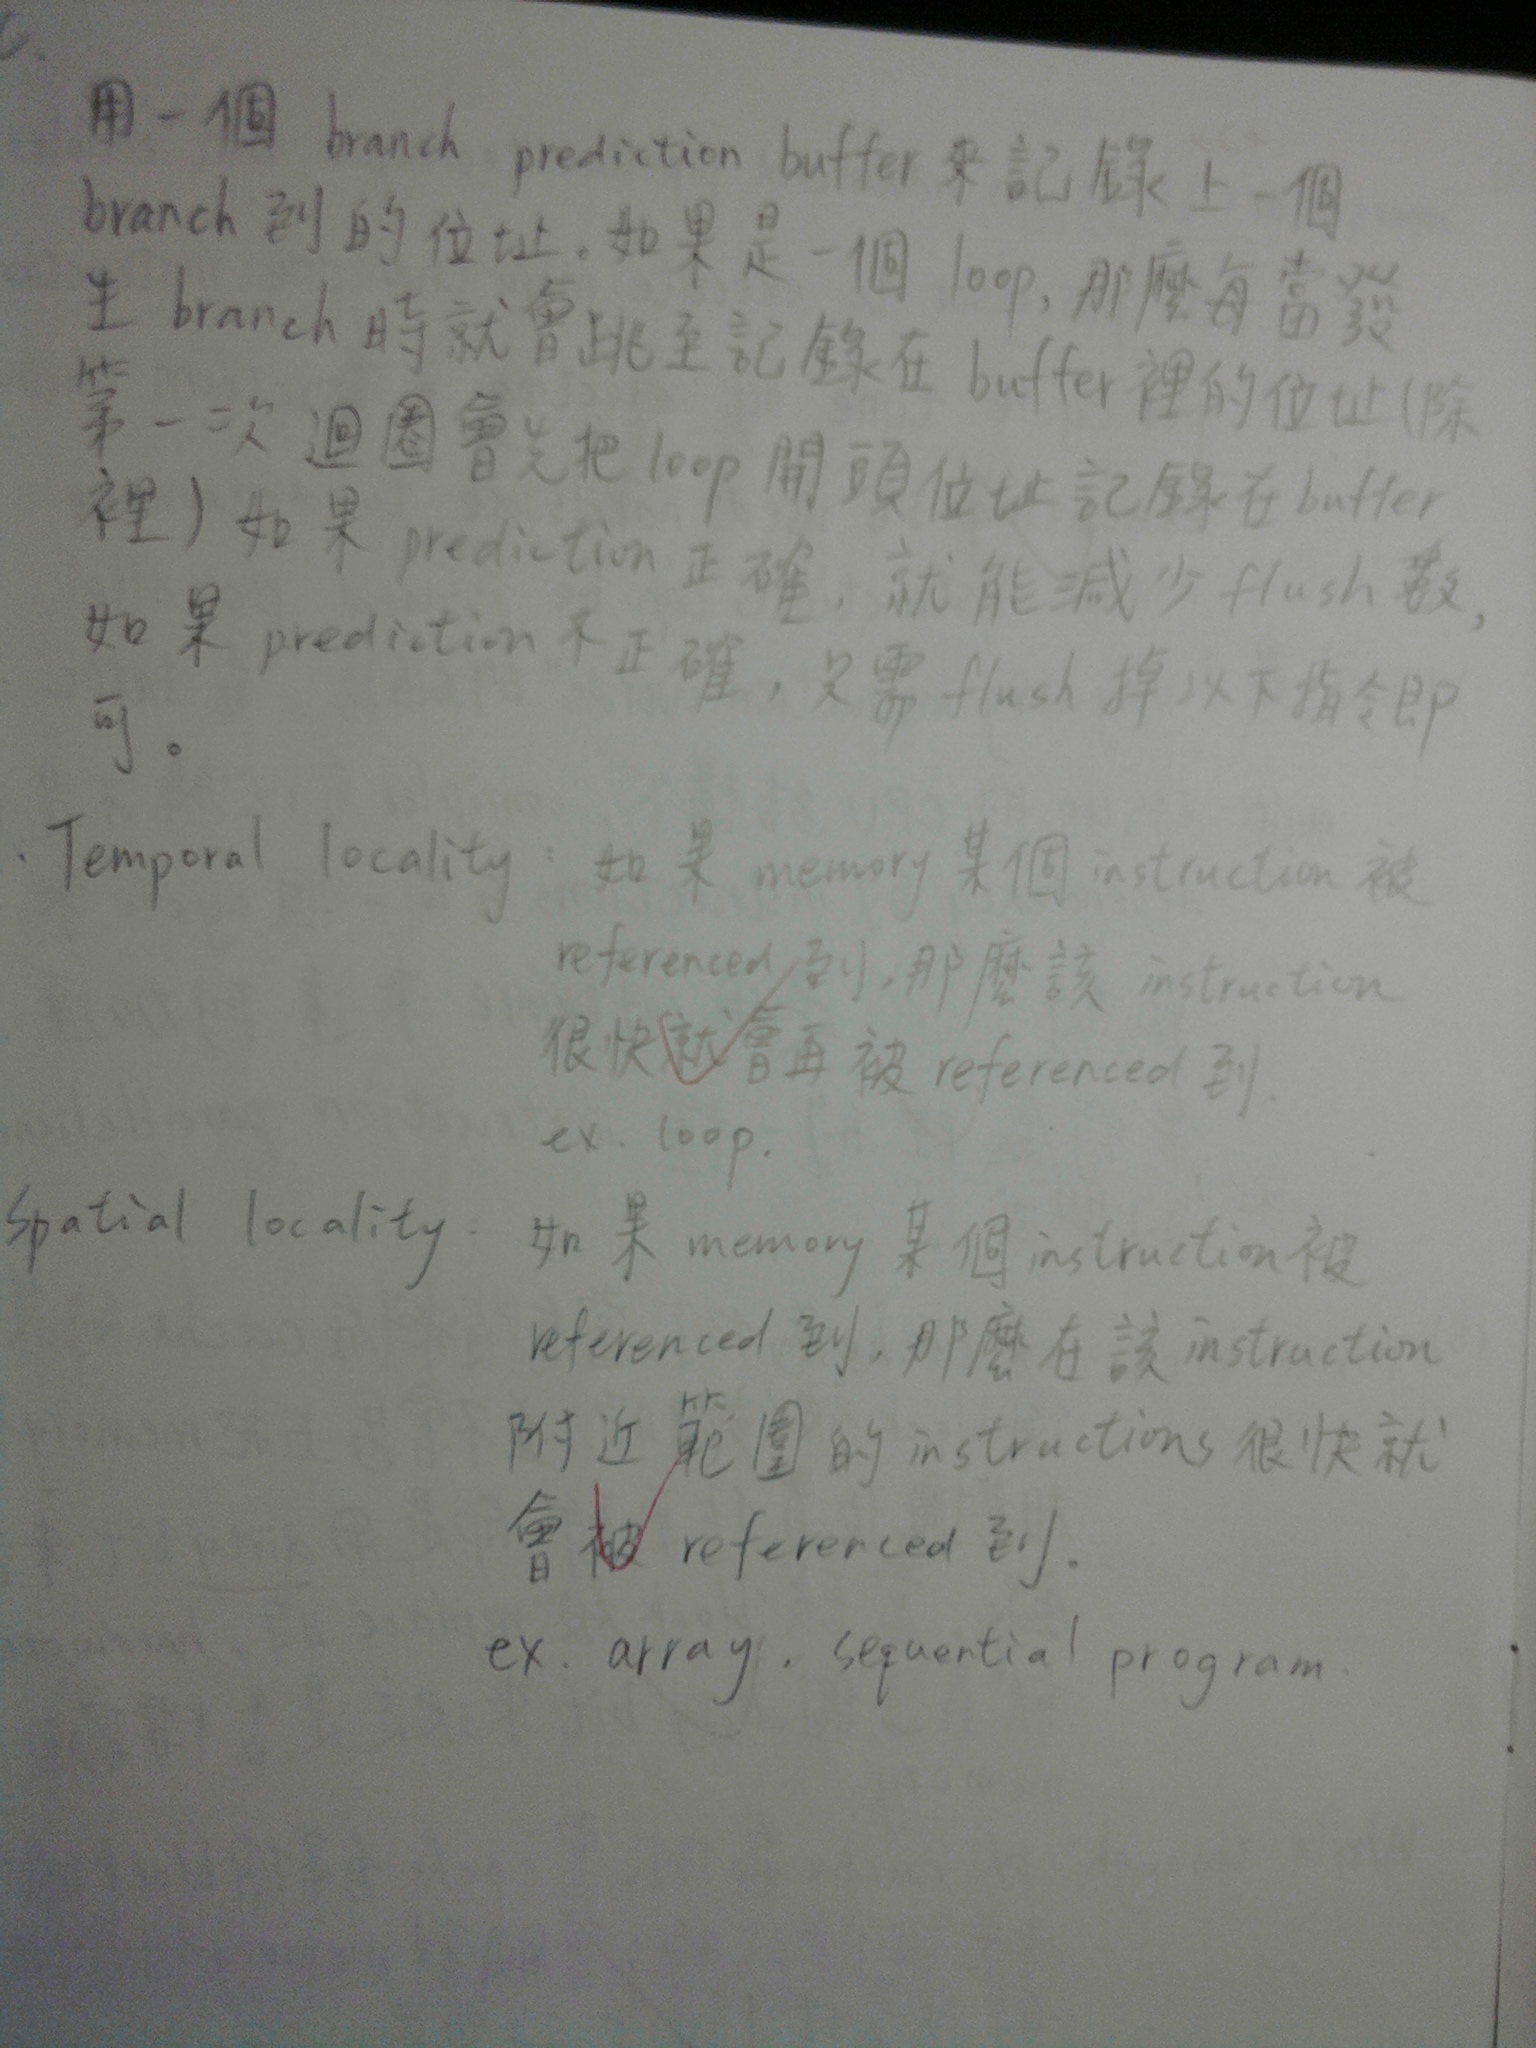 用一個 branch prediction buffer 來記錄上一個
branch 到的位址.如果是一個 loop, 那麼每當發
生 branch 時就會跳至記錄在 buffer 裡的位址(除
第一次迴圈會先把 loop 開頭位址記錄在 buffer
裡) 如果 prediction 正確, 就能減少 flush 數,
如果 prediction 不正確, 只需 flush 掉以下指令即
可。
. Temporal locality : 如果 memory 某個 instruction 被
referenced 到, 那麼該 instruction
很快就會再被 referenced 到.
ex. loop.
Spatial locality : 如果 memory 某個 instruction 被
referenced 到, 那麼在該 instruction
附近範圍的 instructions 很快就
會被 referenced 到.
ex. array. sequential program.